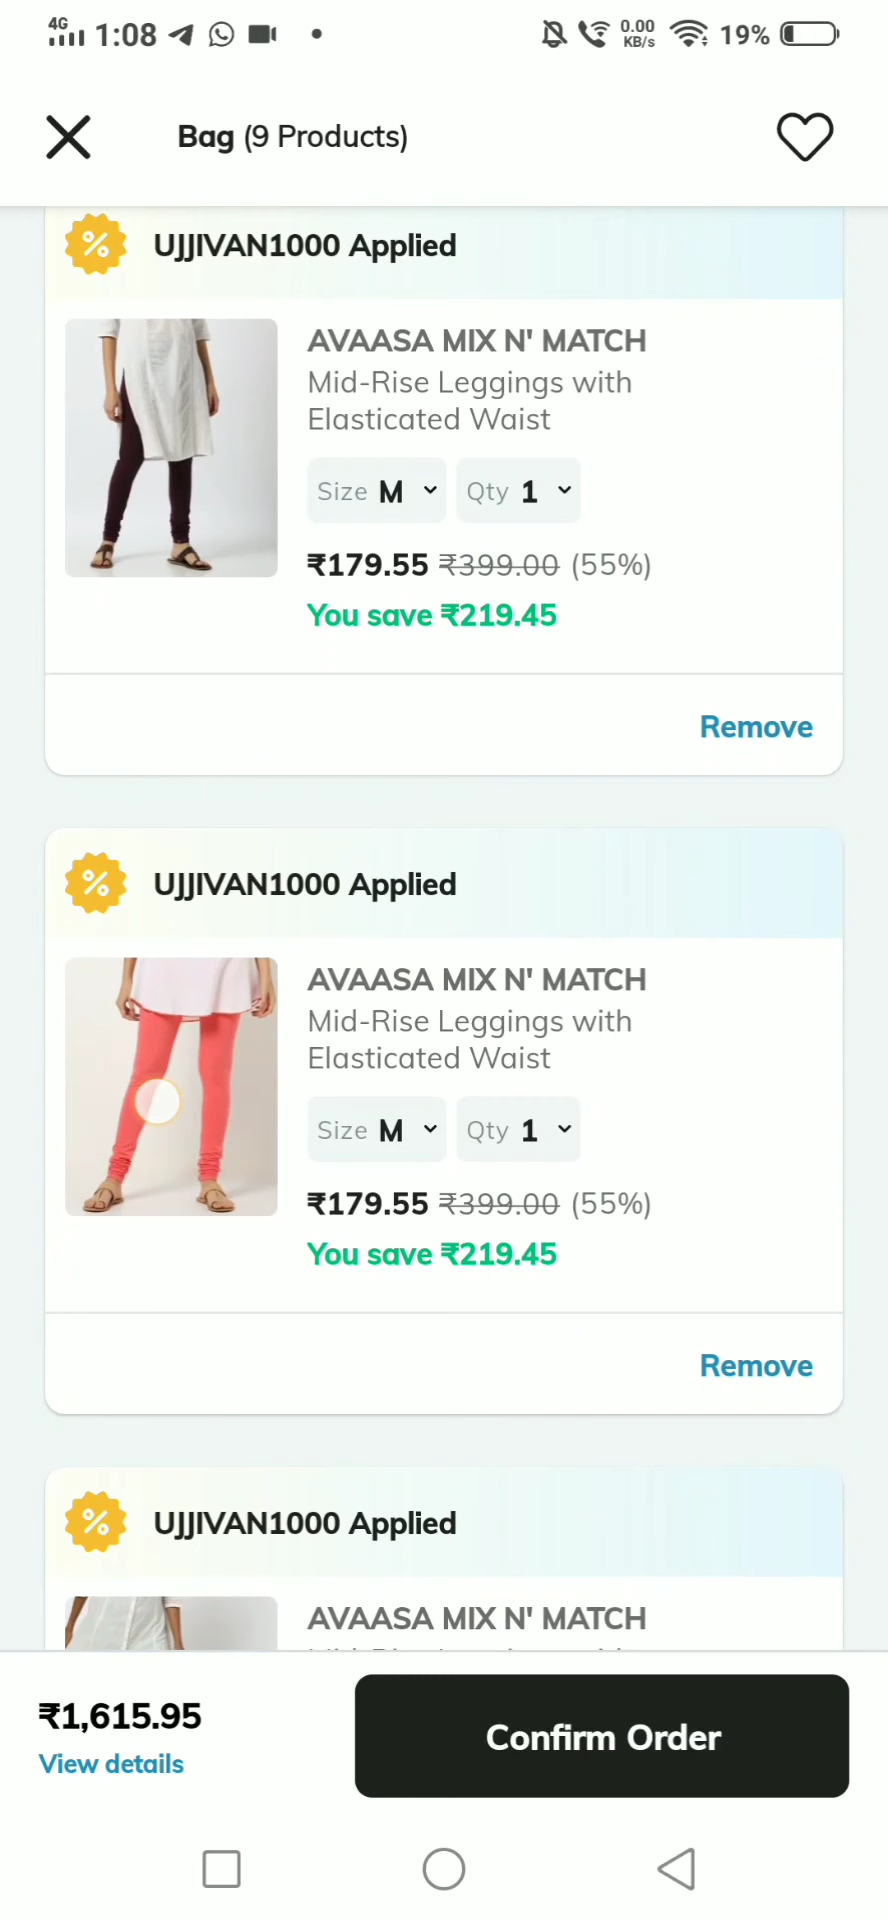 4G 1:08 0.00 KB/s 19%
Bag (9 Products)
UJJIVAN1000 Applied
AVAASA MIX N' MATCH
Mid-Rise Leggings with
Elasticated Waist
Size M Qty 1
₹179.55 ₹399.00 (55%)
You save ₹219.45
Remove
UJJIVAN1000 Applied
AVAASA MIX N' MATCH
Mid-Rise Leggings with
Elasticated Waist
Size M Qty 1
₹179.55 ₹399.00 (55%)
You save ₹219.45
Remove
UJJIVAN1000 Applied
AVAASA MIX N' MATCH
₹1,615.95
View details
Confirm Order